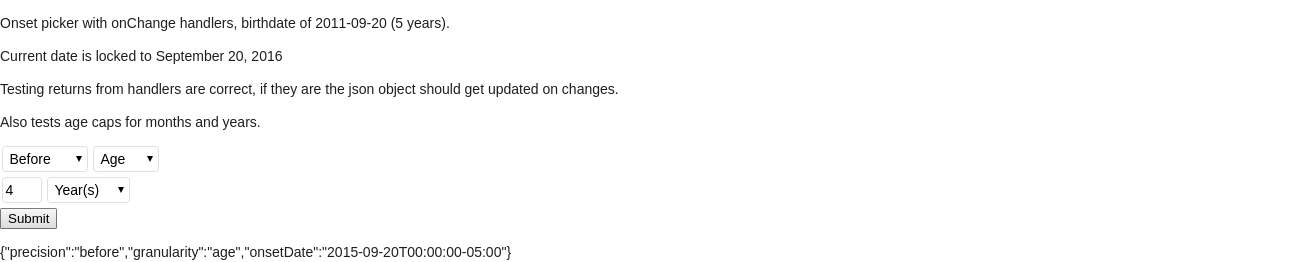 Onset picker with onChange handlers, birthdate of 2011-09-20 (5 years).
Current date is locked to September 20, 2016
Testing returns from handlers are correct, if they are the json object should get updated on changes.
Also tests age caps for months and years.
Before Age
4 Year(s)
Submit
{"precision":"before","granularity":"age","onsetDate":"2015-09-20T00:00:00-05:00"}